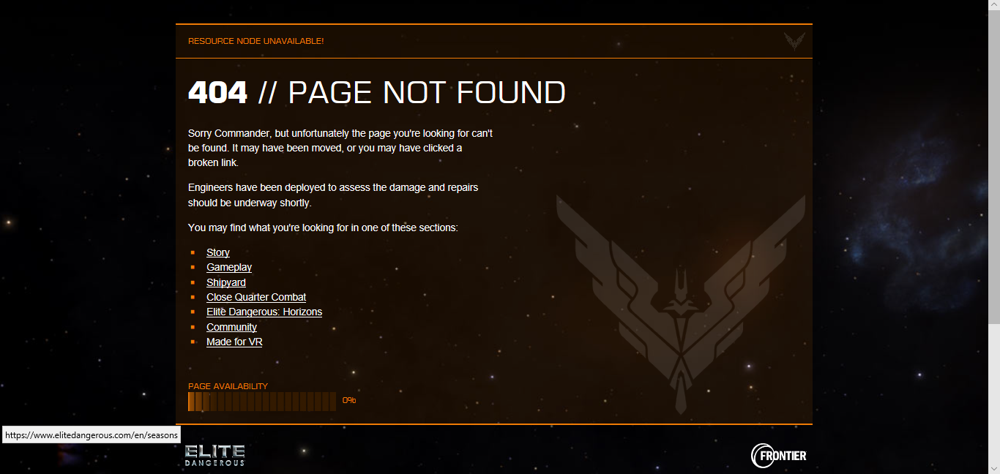 RESOURCE NODE UNAVAILABLE!
404 // PAGE NOT FOUND
Sorry Commander, but unfortunately the page you're looking for can't
be found. It may have been moved, or you may have clicked a
broken link.
Engineers have been deployed to assess the damage and repairs
should be underway shortly.
You may find what you're looking for in one of these sections:
Story
Gameplay
Shipyard
Close Quarter Combat
Elite Dangerous: Horizons
Community
Made for VR
PAGE AVAILABILITY
0%
https://www.elitedangerous.com/en/seasons
ELITE
DANGEROUS
FRONTIER